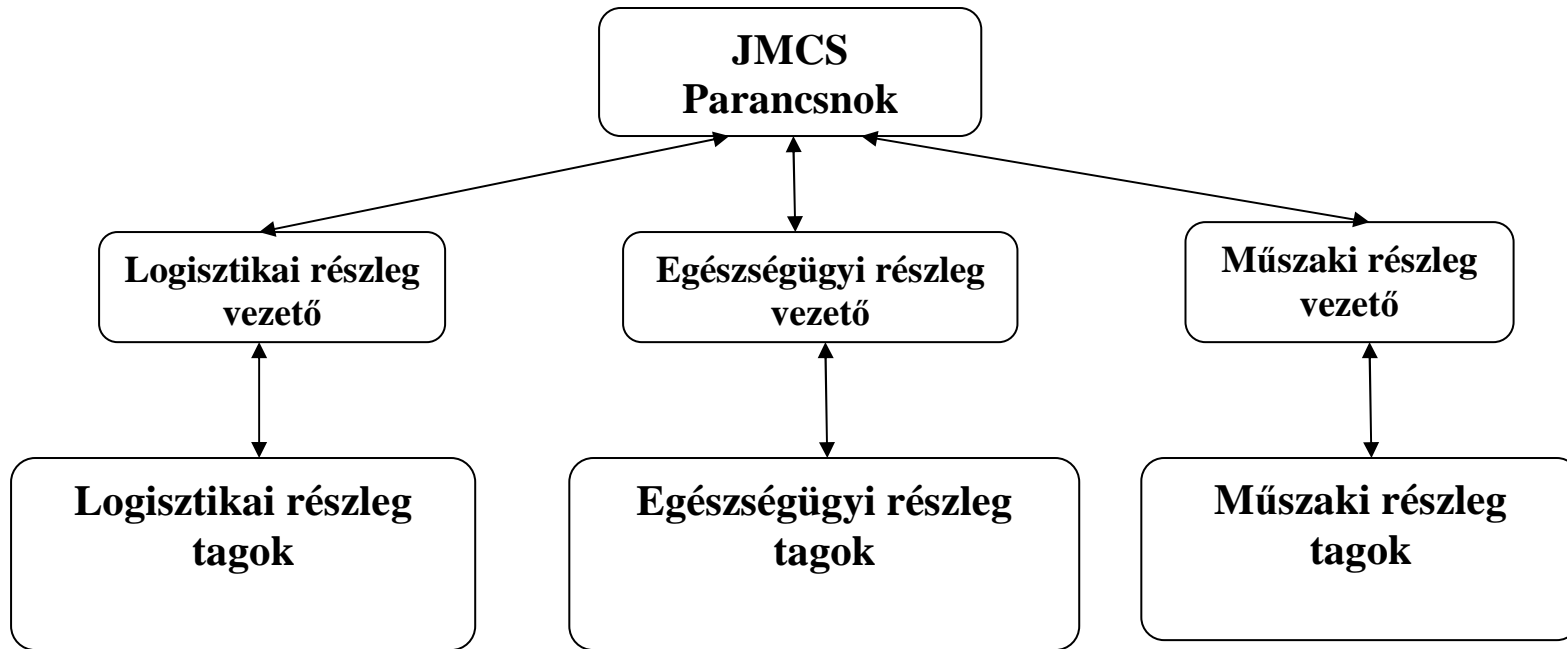 JMCS
Parancsnok
Logisztikai részleg
vezető
Egészségügyi részleg
vezető
Műszaki részleg
vezető
Logisztikai részleg
tagok
Egészségügyi részleg
tagok
Műszaki részleg
tagok